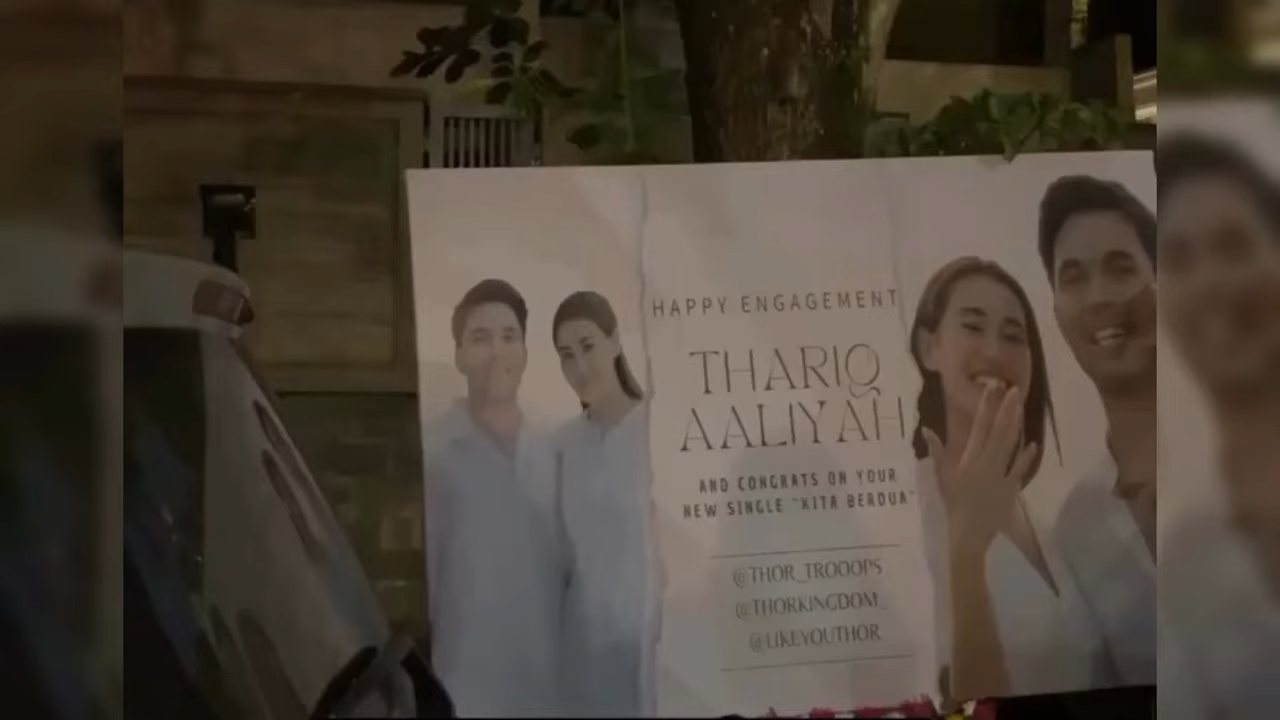 HAPPY ENGAGEMENT
THARIQ
AALIYAH
AND CONGRATS ON YOUR
NEW SINGLE "KITA BERDUA"
@THOR_TROOOPS
@THORKINGDOM_
@LIKEYOUTHOR